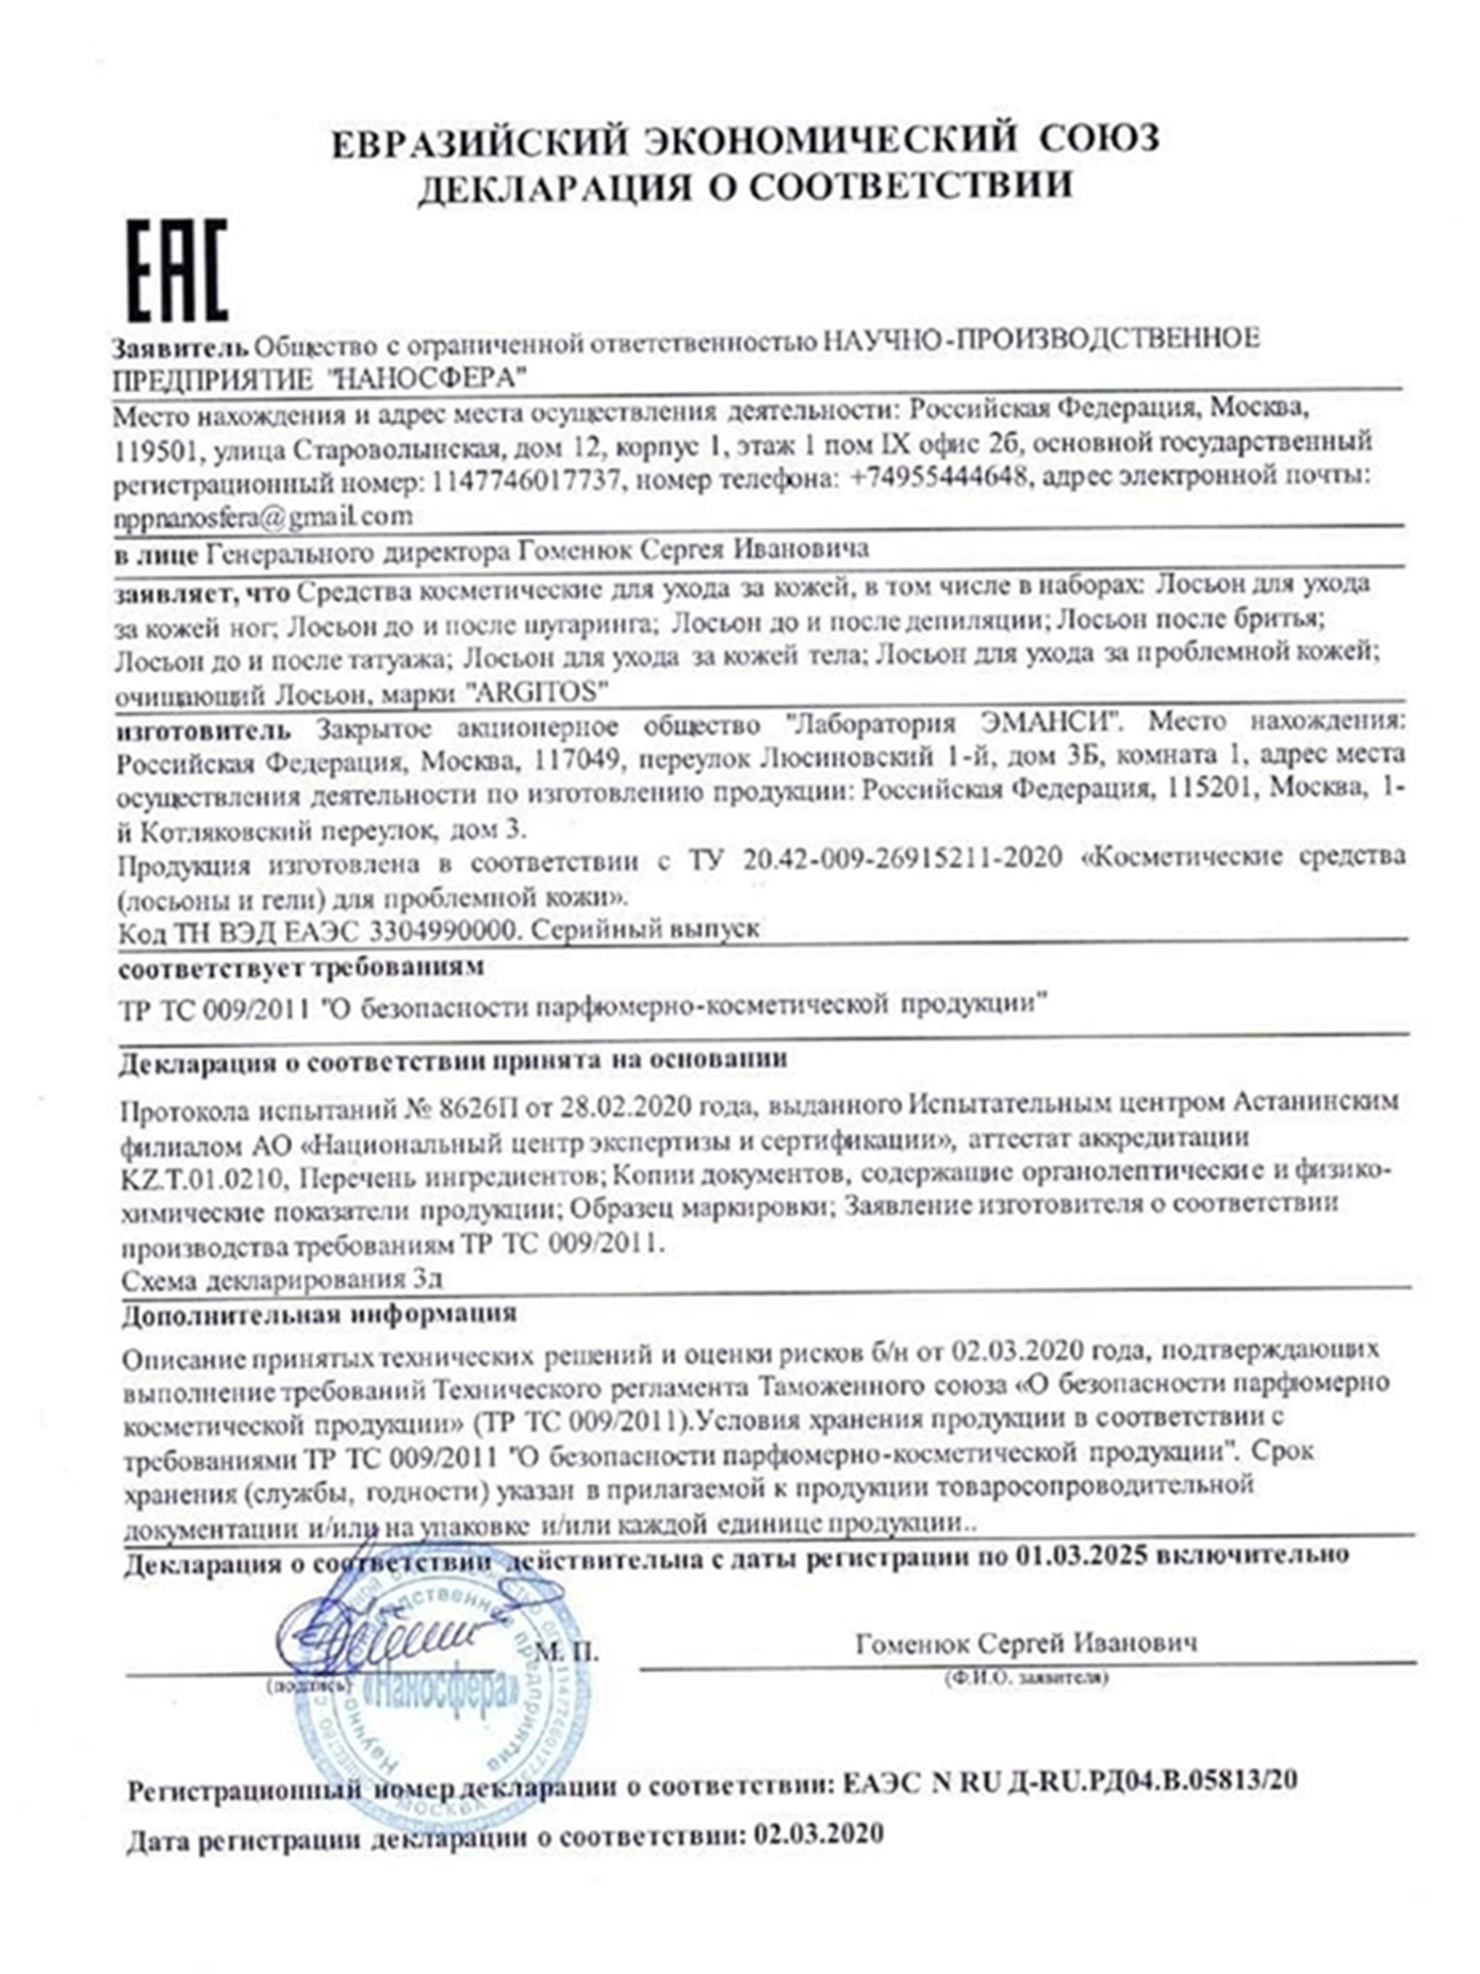 ЕВРАЗИЙСКИЙ ЭКОНОМИЧЕСКИЙ СОЮЗ
ДЕКЛАРАЦИЯ О СООТВЕТСТВИИ
ЕАС
Заявитель Общество с ограниченной ответственностью НАУЧНО-ПРОИЗВОДСТВЕННОЕ
ПРЕДПРИЯТИЕ "НАНОСФЕРА"
Место нахождения и адрес места осуществления деятельности: Российская Федерация, Москва,
119501, улица Староволынская, дом 12, корпус 1, этаж 1 пом IX офис 2б, основной государственный
регистрационный номер: 1147746017737, номер телефона: +74955444648, адрес электронной почты:
nppnanosfera@gmail.com
в лице Генерального директора Гоменюк Сергея Ивановича
заявляет, что Средства косметические для ухода за кожей, в том числе в наборах: Лосьон для ухода
за кожей ног; Лосьон до и после шугаринга; Лосьон до и после депиляции; Лосьон после бритья;
Лосьон до и после татуажа; Лосьон для ухода за кожей тела; Лосьон для ухода за проблемной кожей;
очищающий Лосьон, марки "ARGITOS"
изготовитель Закрытое акционерное общество "Лаборатория ЭМАНСИ". Место нахождения:
Российская Федерация, Москва, 117049, переулок Люсиновский 1-й, дом 3Б, комната 1, адрес места
осуществления деятельности по изготовлению продукции: Российская Федерация, 115201, Москва, 1-
й Котляковский переулок, дом 3.
Продукция изготовлена в соответствии с ТУ 20.42-009-26915211-2020 «Косметические средства
(лосьоны и гели) для проблемной кожи».
Код ТН ВЭД ЕАЭС 3304990000. Серийный выпуск
соответствует требованиям
ТР ТС 009/2011 "О безопасности парфюмерно-косметической продукции"
Декларация о соответствии принята на основании
Протокола испытаний № 8626П от 28.02.2020 года, выданного Испытательным центром Астанинским
филиалом АО «Национальный центр экспертизы и сертификации», аттестат аккредитации
KZ.T.01.0210, Перечень ингредиентов; Копии документов, содержащие органолептические и физико-
химические показатели продукции; Образец маркировки; Заявление изготовителя о соответствии
производства требованиям ТР ТС 009/2011.
Схема декларирования 3д
Дополнительная информация
Описание принятых технических решений и оценки рисков б/н от 02.03.2020 года, подтверждающих
выполнение требований Технического регламента Таможенного союза «О безопасности парфюмерно
косметической продукции» (ТР ТС 009/2011).Условия хранения продукции в соответствии с
требованиями ТР ТС 009/2011 "О безопасности парфюмерно-косметической продукции". Срок
хранения (службы, годности) указан в прилагаемой к продукции товаросопроводительной
документации и/или на упаковке и/или каждой единице продукции..
Декларация о соответствии действительна с даты регистрации по 01.03.2025 включительно
М. П.
Гоменюк Сергей Иванович
(подпись)
(Ф.И.О. заявителя)
«Наносфера»
Научно-производственное предприятие
МОСКВА
Регистрационный номер декларации о соответствии: ЕАЭС N RU Д-RU.РД04.В.05813/20
Дата регистрации декларации о соответствии: 02.03.2020